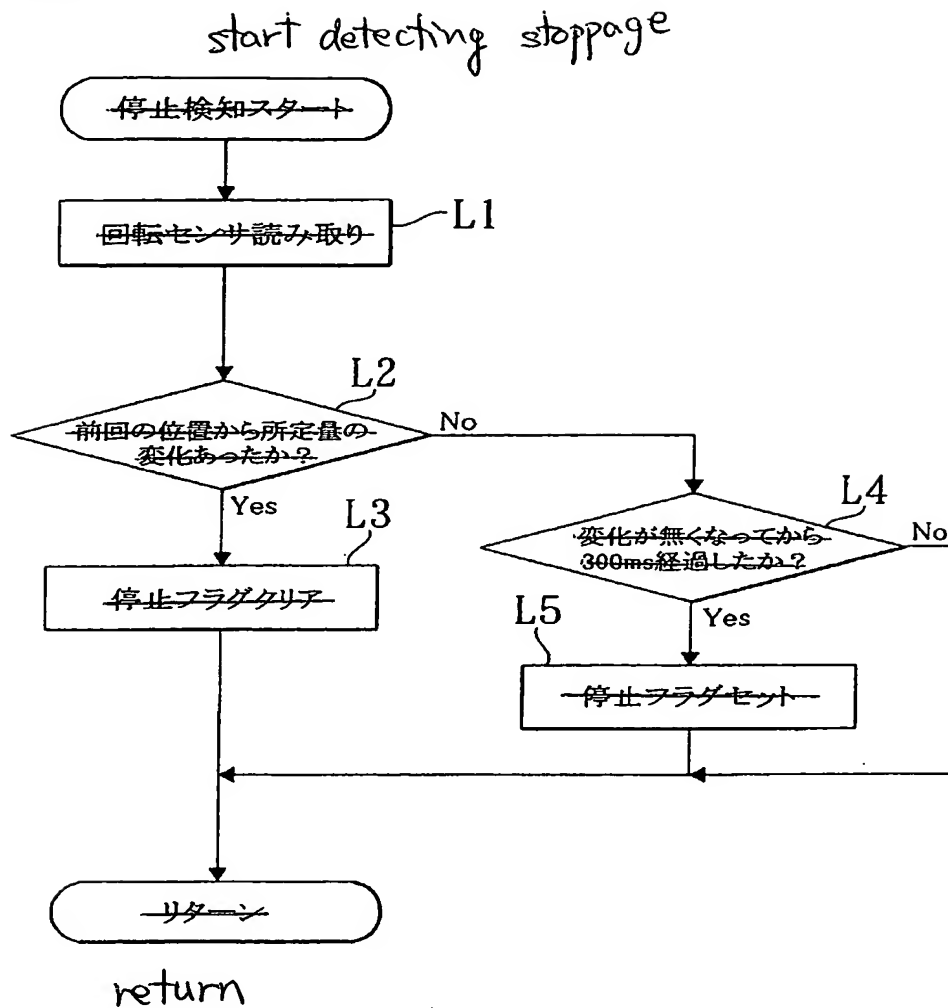 start detecting stoppage
停止検知スタート
回転センサ読み取り
L1
L2
前回の位置から所定量の
変化あったか？
No
Yes
L3
停止フラグクリア
L4
変化が無くなってから
300ms経過したか？
No
Yes
L5
停止フラグセット
リターン
return